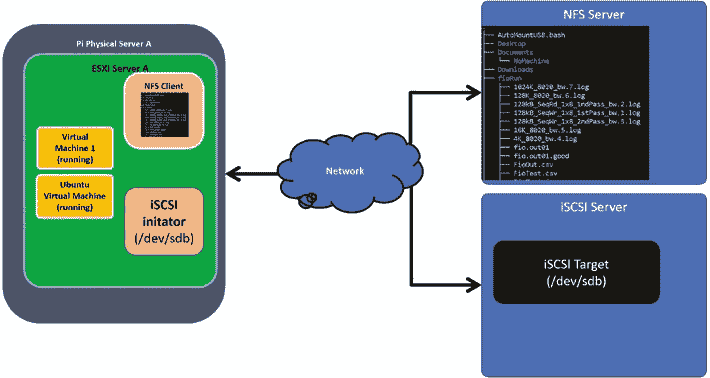 Pi Physical Server A
ESXI Server A
NFS Client
Virtual
Machine 1
(running)
Ubuntu
Virtual Machine
(running)
iSCSI
initator
(/dev/sdb)
Network
NFS Server
AutoMountUSB.bash
Desktop
Documents
NoMachine
Downloads
fioRun
1024K_8020_bw.7.log
128K_8020_bw.6.log
128kB_SeqRd_1x8_1ndPass_bw.2.log
128kB_SeqWr_1x8_1stPass_bw.1.log
128kB_SeqWr_1x8_2ndPass_bw.3.log
16K_8020_bw.5.log
4K_8020_bw.4.log
fio.out01
fio.out01.good
FioOut.csv
FioTest.csv
iSCSI Server
iSCSI Target
(/dev/sdb)